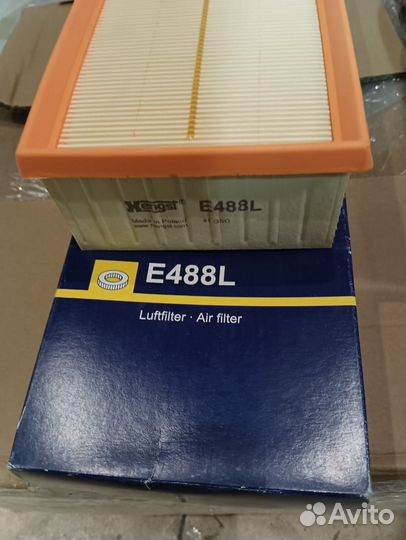 Hengst E488L
Made in Poland
www.hengst.com
E488L
Luftfilter · Air filter
Avito